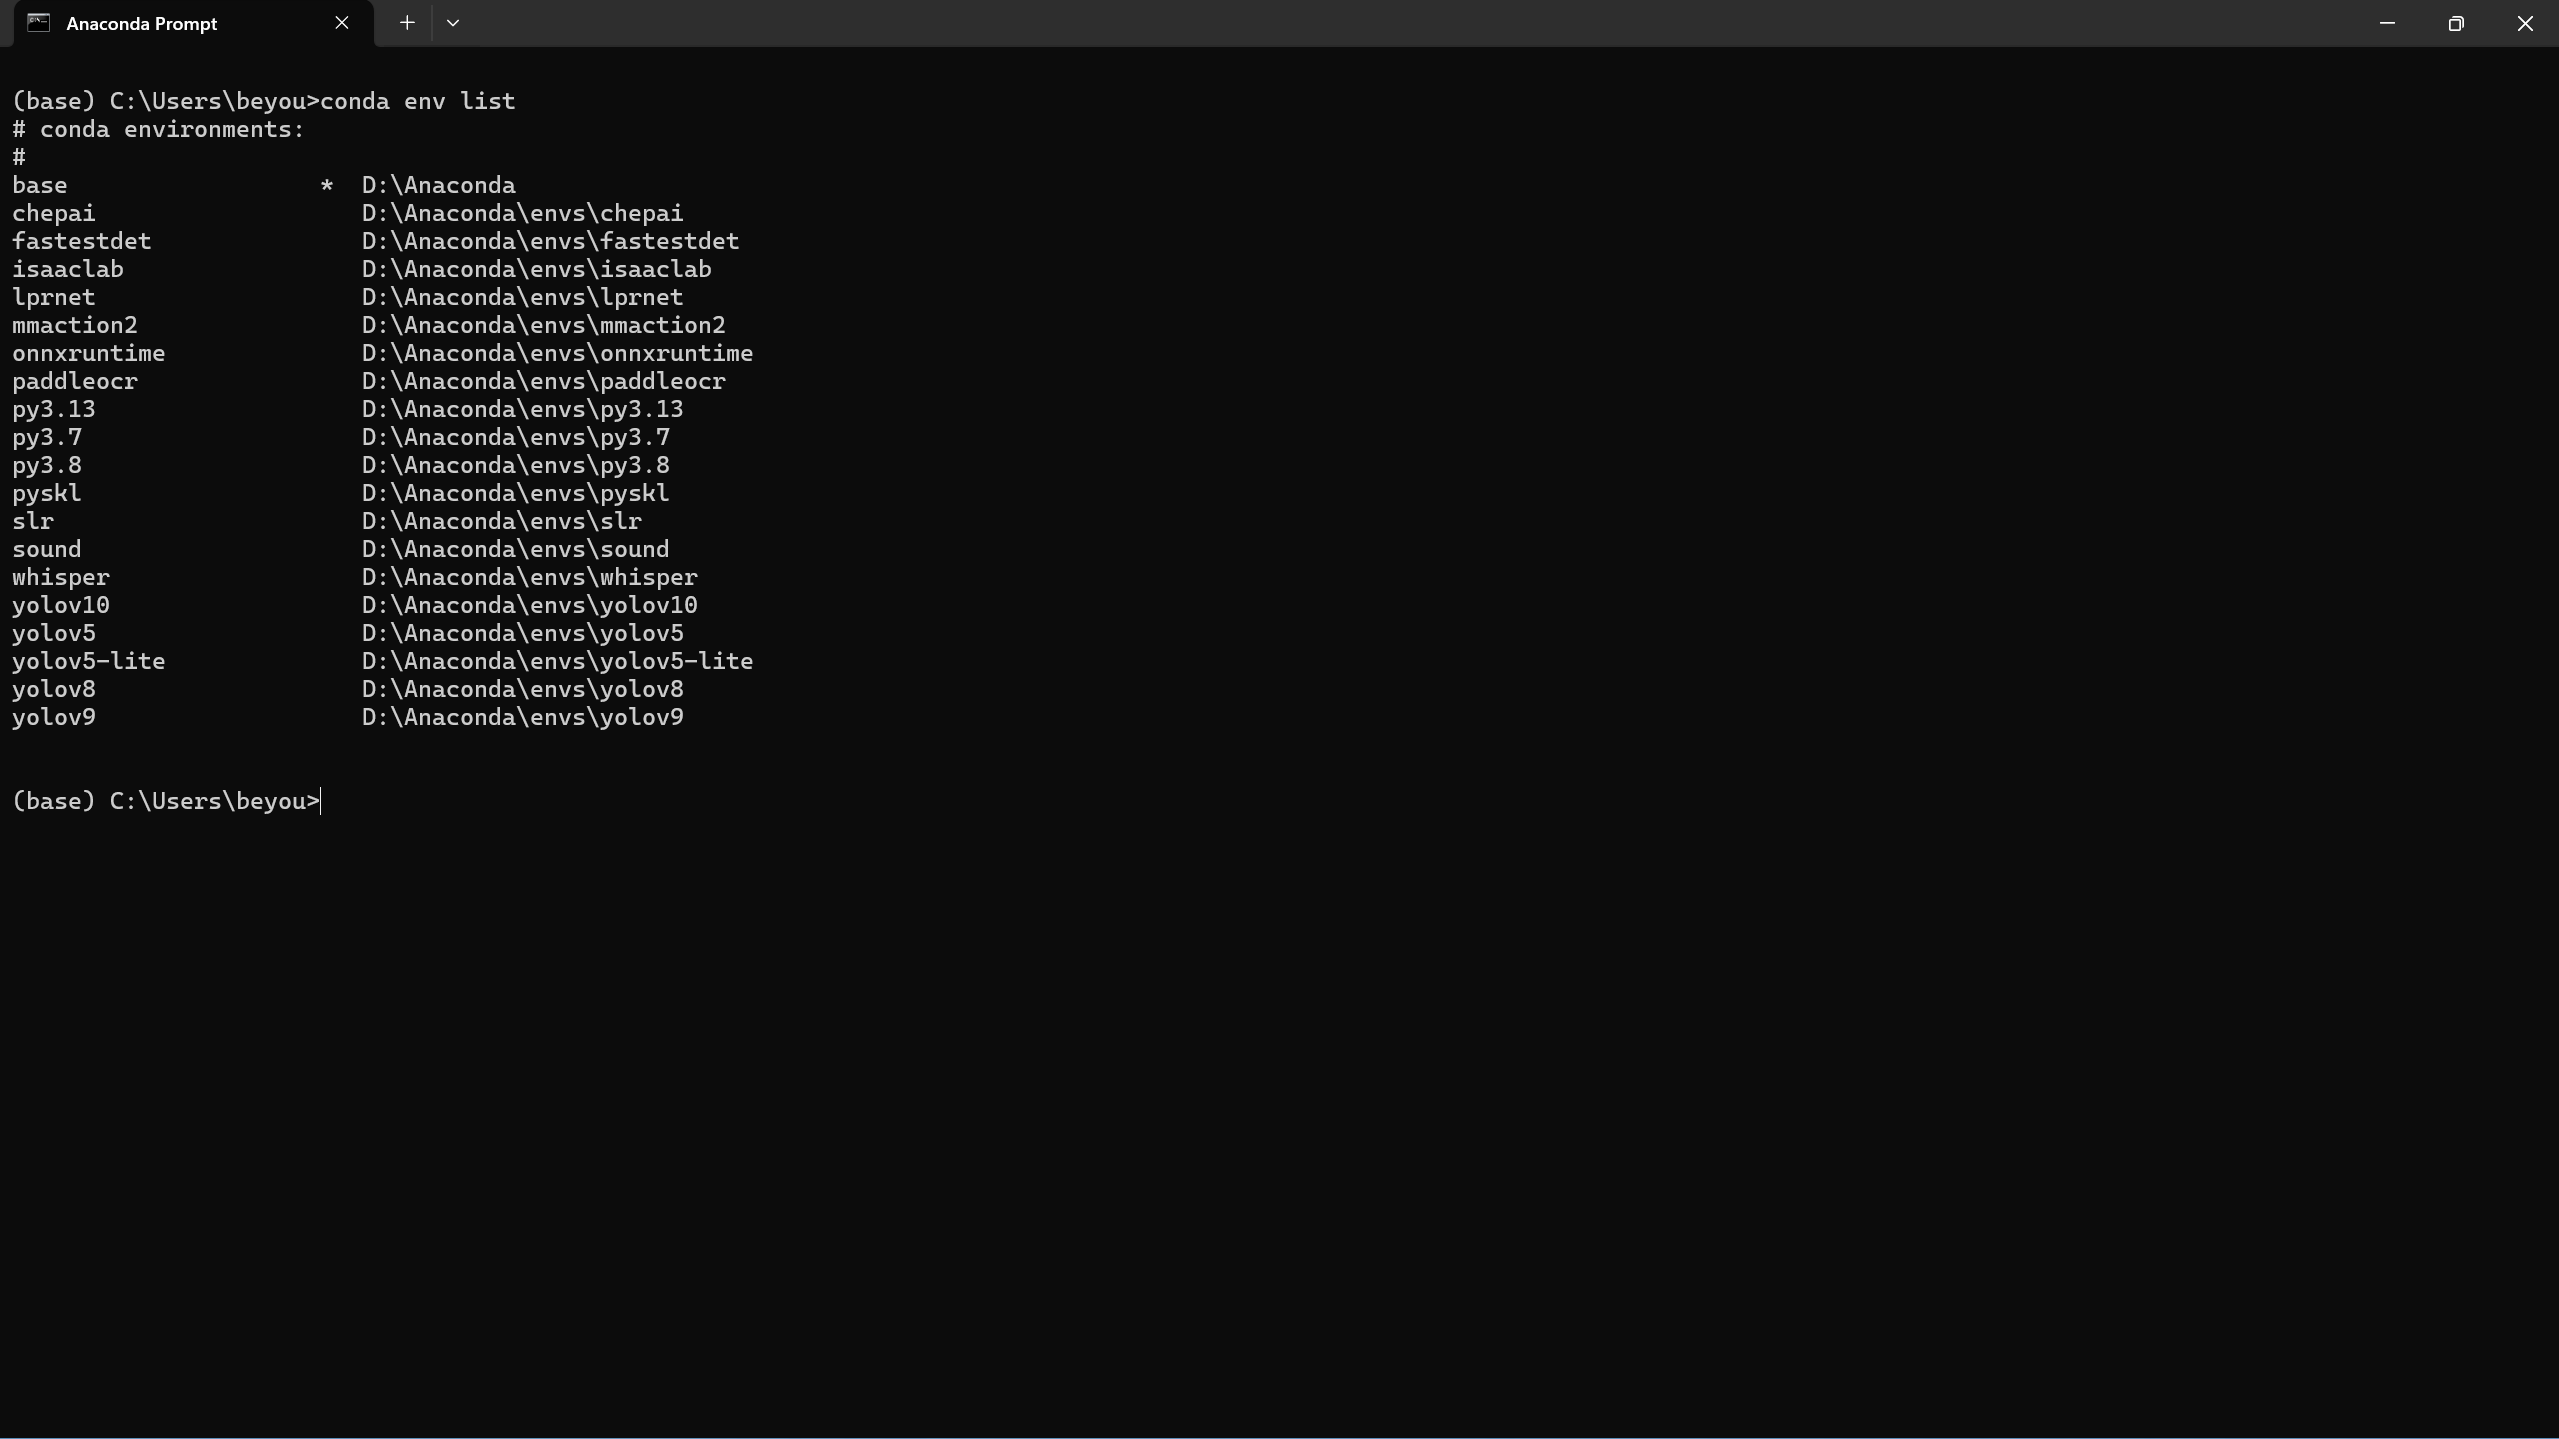 Anaconda Prompt
(base) C:\Users\beyou>conda env list
# conda environments:
#
base                  *  D:\Anaconda
chepai                   D:\Anaconda\envs\chepai
fastestdet               D:\Anaconda\envs\fastestdet
isaaclab                 D:\Anaconda\envs\isaaclab
lprnet                   D:\Anaconda\envs\lprnet
mmaction2                D:\Anaconda\envs\mmaction2
onnxruntime              D:\Anaconda\envs\onnxruntime
paddleocr                D:\Anaconda\envs\paddleocr
py3.13                   D:\Anaconda\envs\py3.13
py3.7                    D:\Anaconda\envs\py3.7
py3.8                    D:\Anaconda\envs\py3.8
pyskl                    D:\Anaconda\envs\pyskl
slr                      D:\Anaconda\envs\slr
sound                    D:\Anaconda\envs\sound
whisper                  D:\Anaconda\envs\whisper
yolov10                  D:\Anaconda\envs\yolov10
yolov5                   D:\Anaconda\envs\yolov5
yolov5-lite              D:\Anaconda\envs\yolov5-lite
yolov8                   D:\Anaconda\envs\yolov8
yolov9                   D:\Anaconda\envs\yolov9
(base) C:\Users\beyou>